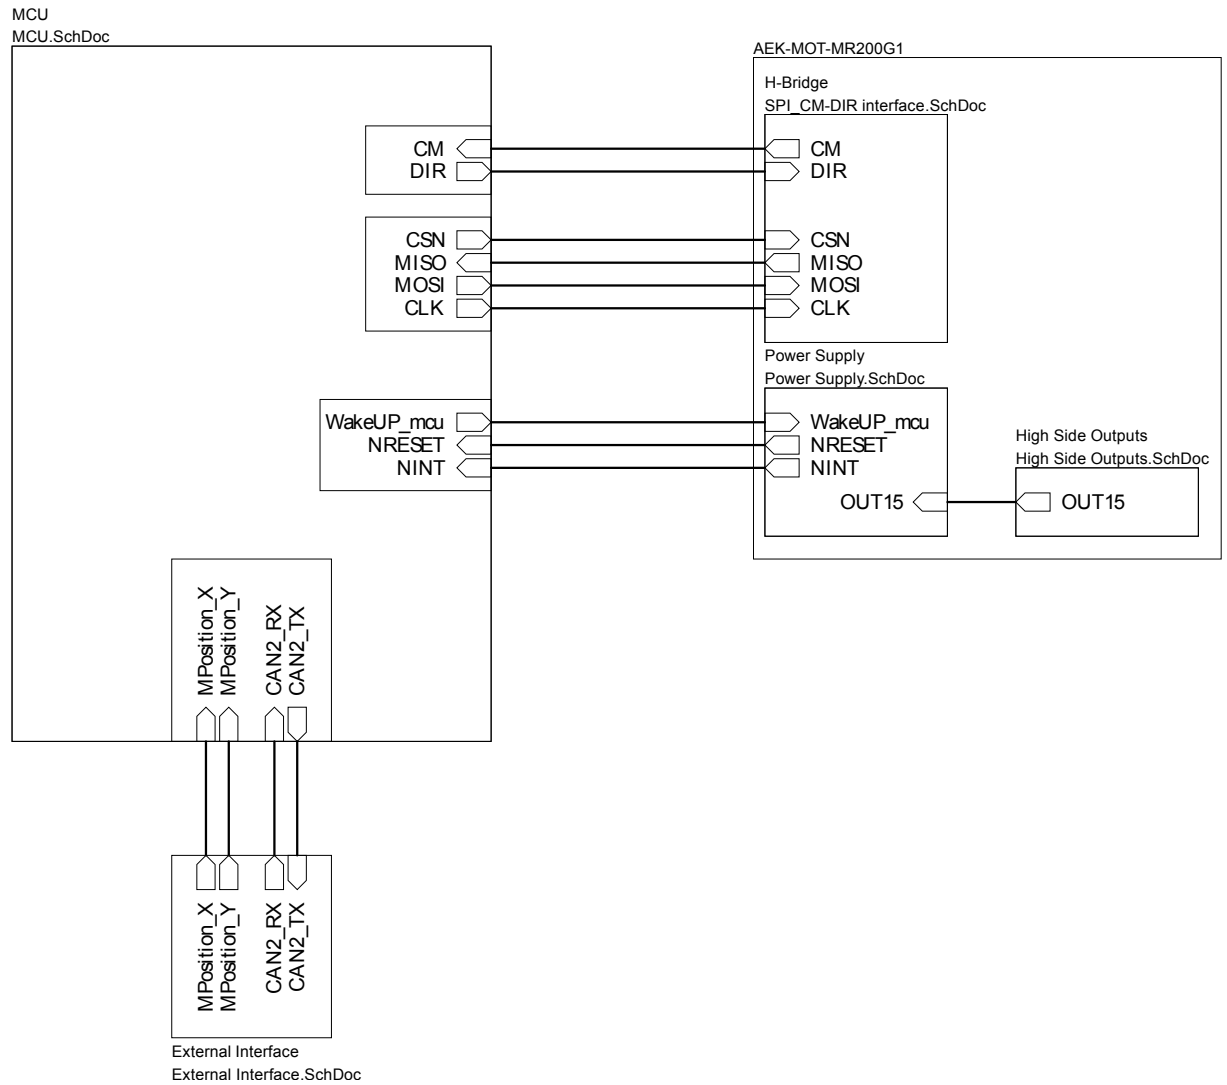 MCU
MCU.SchDoc
CM
DIR
CSN
MISO
MOSI
CLK
WakeUP_mcu
NRESET
NINT
MPosition_X
MPosition_Y
CAN2_RX
CAN2_TX
AEK-MOT-MR200G1
H-Bridge
SPI_CM-DIR interface.SchDoc
CM
DIR
CSN
MISO
MOSI
CLK
Power Supply
Power Supply.SchDoc
WakeUP_mcu
NRESET
NINT
OUT15
High Side Outputs
High Side Outputs.SchDoc
OUT15
MPosition_X
MPosition_Y
CAN2_RX
CAN2_TX
External Interface
External Interface.SchDoc